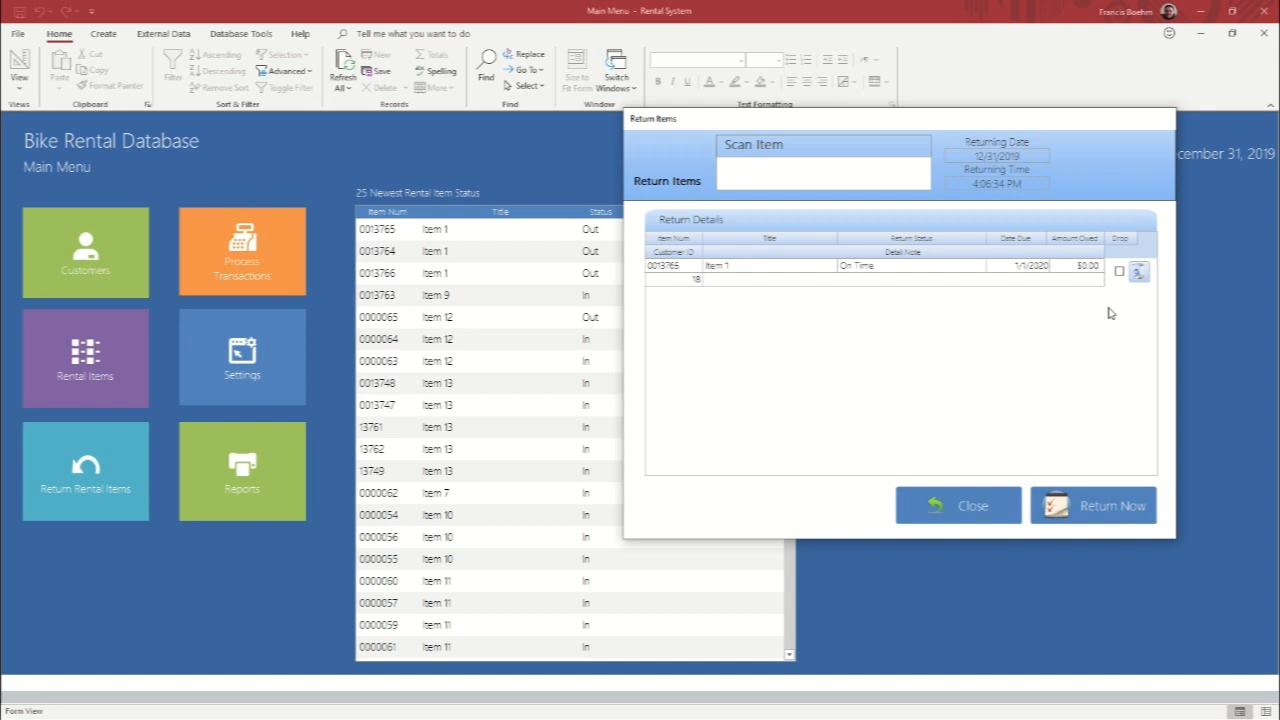 Main Menu - Rental System
Francis Boehm
File Home Create External Data Database Tools Help Tell me what you want to do
View
Views
Paste
Cut
Copy
Format Painter
Clipboard
Filter
Ascending
Descending
Remove Sort
Selection
Advanced
Toggle Filter
Sort & Filter
Refresh
All
New
Save
Delete
Totals
Spelling
More
Records
Find
Replace
Go To
Select
Find
Size to
Fit Form
Switch
Windows
Window
B I U A
Text Formatting
Bike Rental Database
Main Menu
cember 31, 2019
Customers
Process
Transactions
Rental Items
Settings
Return Rental Items
Reports
25 Newest Rental Item Status
Item Num Title Status
0013765 Item 1 Out
0013764 Item 1 Out
0013766 Item 1 Out
0013763 Item 9 In
0000065 Item 12 Out
0000064 Item 12 In
0000063 Item 12 In
0013748 Item 13 In
0013747 Item 13 In
13761 Item 13 In
13762 Item 13 In
13749 Item 13 In
0000062 Item 7 In
0000054 Item 10 In
0000056 Item 10 In
0000055 Item 10 In
0000060 Item 11 In
0000057 Item 11 In
0000059 Item 11 In
0000061 Item 11 In
Return Items
Return Items
Scan Item
Returning Date
12/31/2019
Returning Time
4:06:34 PM
Return Details
Item Num Title Return Status Date Due Amount Owed Drop
Customer ID Detail Note
0013765 Item 1 On Time 1/1/2020 $0.00
18
Close
Return Now
Form View